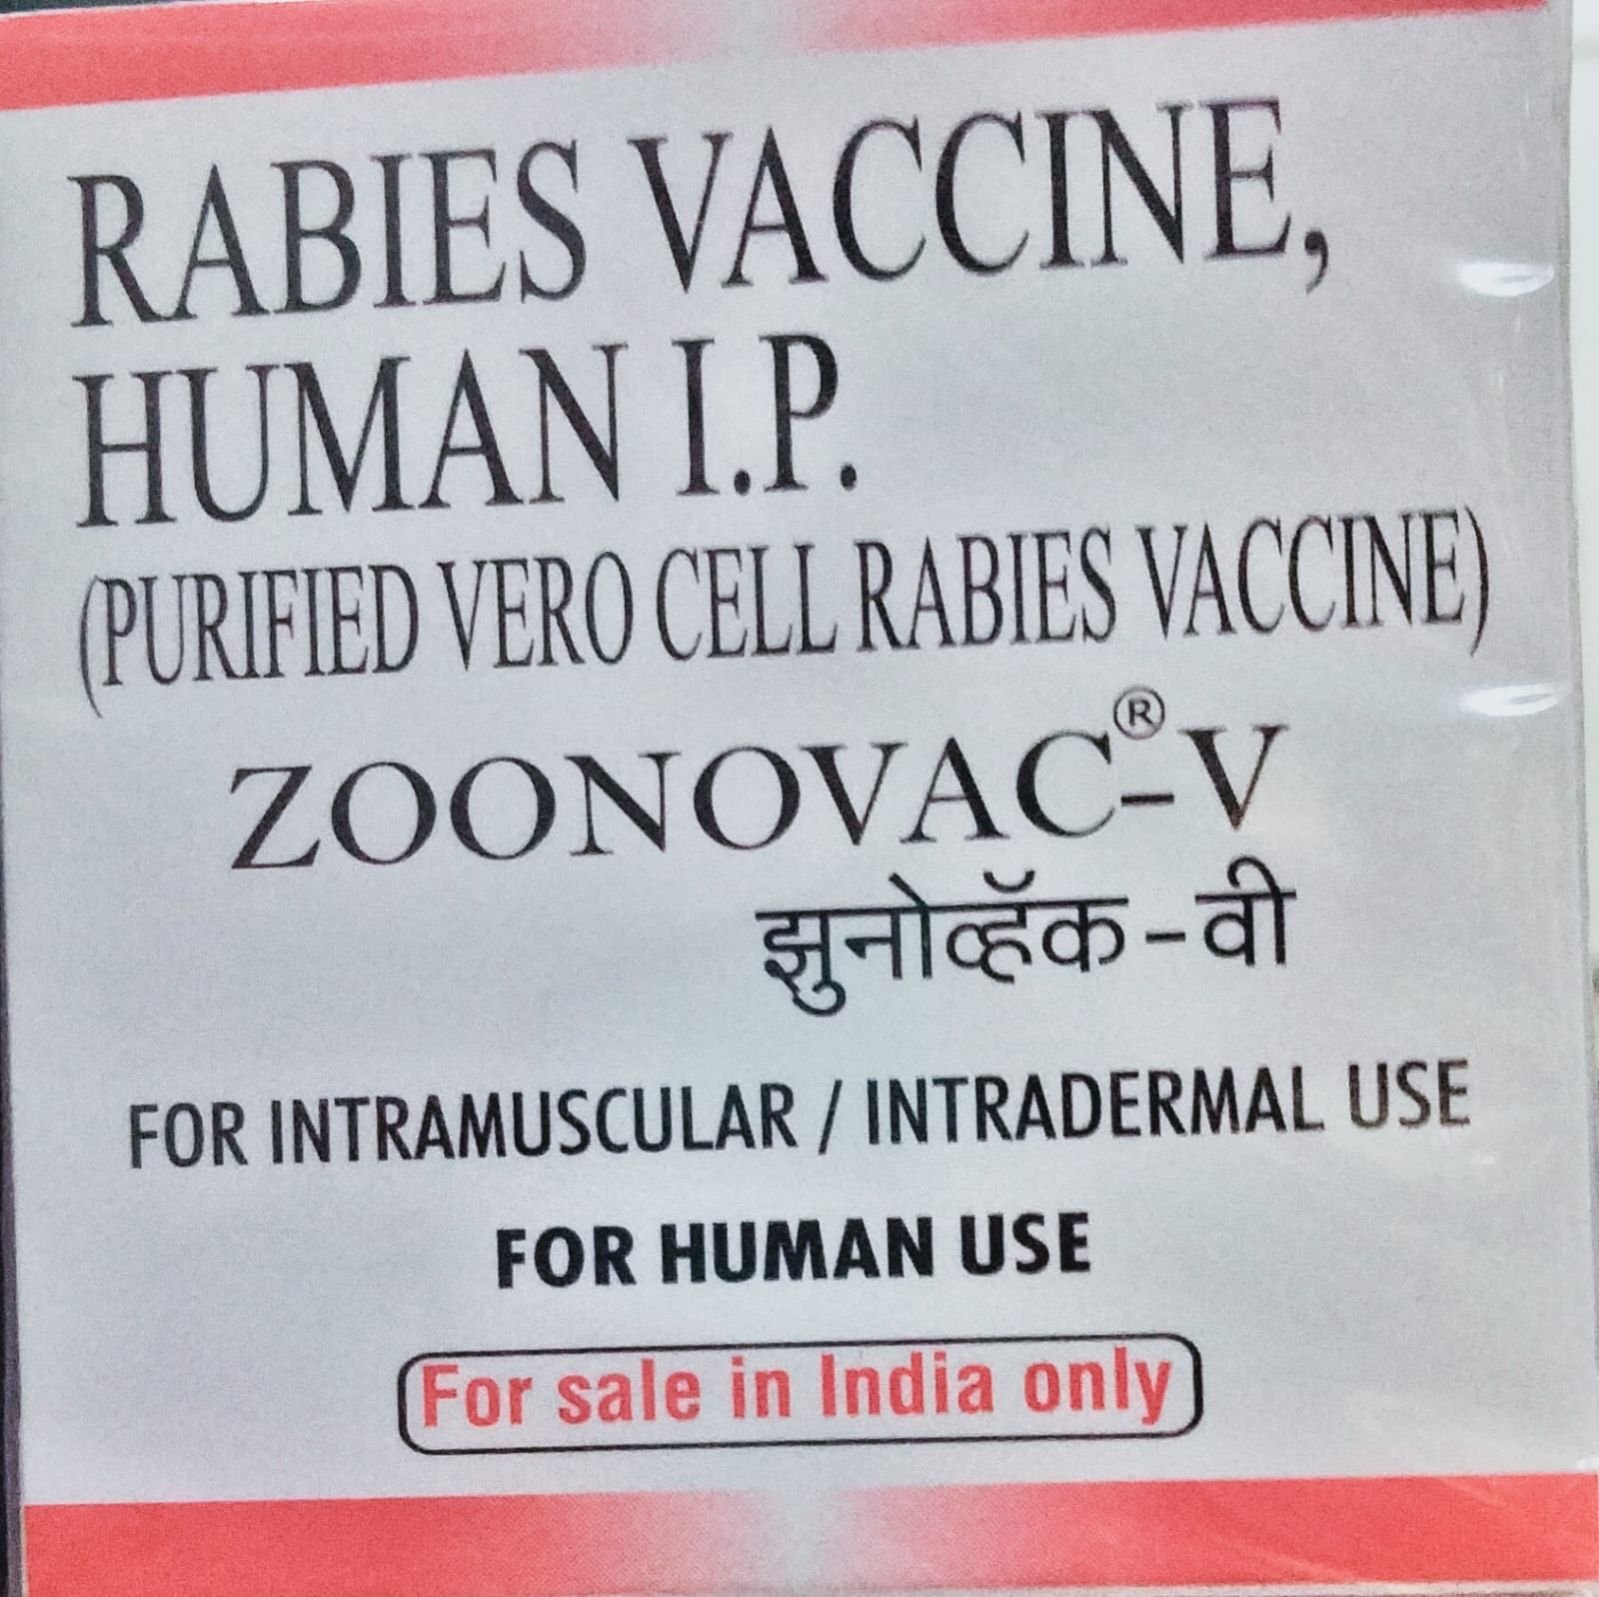 RABIES VACCINE,
HUMAN I.P.
(PURIFIED VERO CELL RABIES VACCINE)
ZOONOVAC®-V
झुनोव्हॅक-वी
FOR INTRAMUSCULAR / INTRADERMAL USE
FOR HUMAN USE
For sale in India only